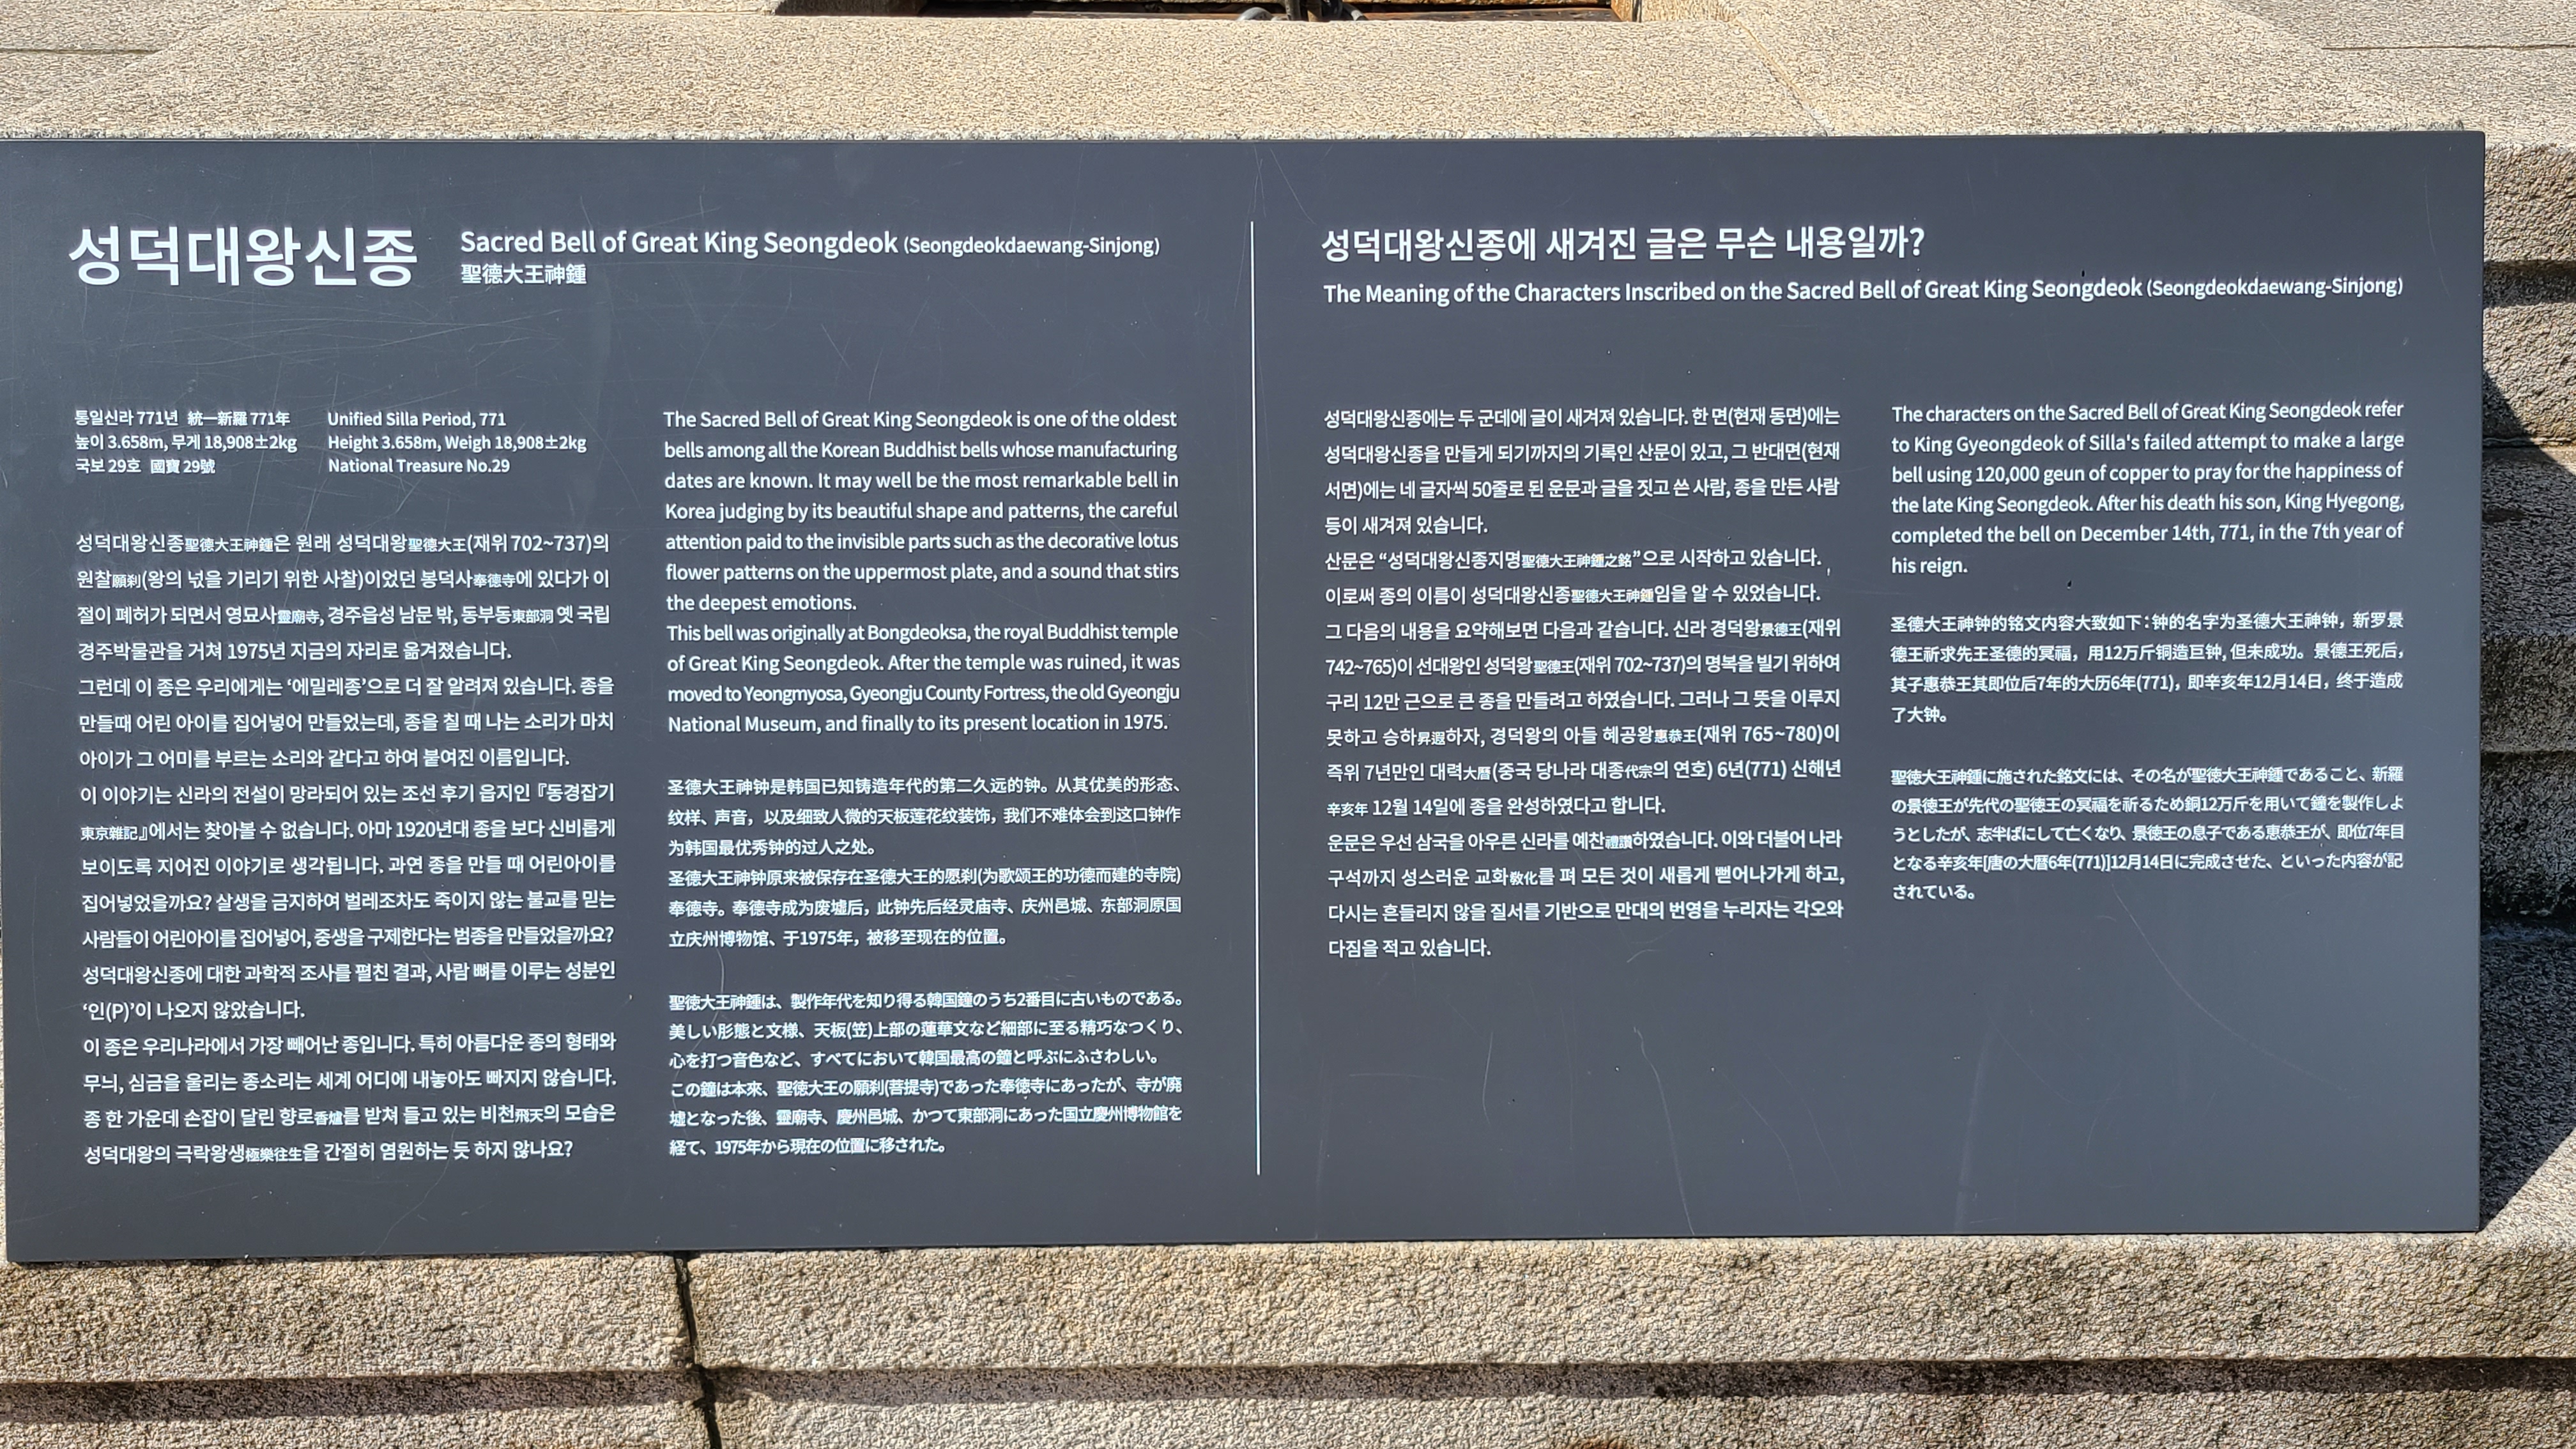 성덕대왕신종
Sacred Bell of Great King Seongdeok (Seongdeokdaewang-Sinjong)
聖德大王神鍾
통일신라 771년 統一新羅 771年
높이 3.658m, 무게 18,908±2kg
국보 29호 國寶 29號
Unified Silla Period, 771
Height 3.658m, Weigh 18,908±2kg
National Treasure No.29
성덕대왕신종聖德大王神鍾은 원래 성덕대왕聖德大王(재위 702~737)의
원찰願刹(왕의 넋을 기리기 위한 사찰)이었던 봉덕사奉德寺에 있다가 이
절이 폐허가 되면서 영묘사靈廟寺, 경주읍성 남문 밖, 동부동東部洞 옛 국립
경주박물관을 거쳐 1975년 지금의 자리로 옮겨졌습니다.
그런데 이 종은 우리에게는 ‘에밀레종’으로 더 잘 알려져 있습니다. 종을
만들때 어린 아이를 집어넣어 만들었는데, 종을 칠 때 나는 소리가 마치
아이가 그 어미를 부르는 소리와 같다고 하여 붙여진 이름입니다.
이 이야기는 신라의 전설이 망라되어 있는 조선 후기 읍지인 『동경잡기
東京雜記』에서는 찾아볼 수 없습니다. 아마 1920년대 종을 보다 신비롭게
보이도록 지어진 이야기로 생각됩니다. 과연 종을 만들 때 어린아이를
집어넣었을까요? 살생을 금지하여 벌레조차도 죽이지 않는 불교를 믿는
사람들이 어린아이를 집어넣어, 중생을 구제한다는 범종을 만들었을까요?
성덕대왕신종에 대한 과학적 조사를 펼친 결과, 사람 뼈를 이루는 성분인
‘인(P)’이 나오지 않았습니다.
이 종은 우리나라에서 가장 빼어난 종입니다. 특히 아름다운 종의 형태와
무늬, 심금을 울리는 종소리는 세계 어디에 내놓아도 빠지지 않습니다.
종 한 가운데 손잡이 달린 향로香爐를 받쳐 들고 있는 비천飛天의 모습은
성덕대왕의 극락왕생極樂往生을 간절히 염원하는 듯 하지 않나요?
The Sacred Bell of Great King Seongdeok is one of the oldest
bells among all the Korean Buddhist bells whose manufacturing
dates are known. It may well be the most remarkable bell in
Korea judging by its beautiful shape and patterns, the careful
attention paid to the invisible parts such as the decorative lotus
flower patterns on the uppermost plate, and a sound that stirs
the deepest emotions.
This bell was originally at Bongdeoksa, the royal Buddhist temple
of Great King Seongdeok. After the temple was ruined, it was
moved to Yeongmyosa, Gyeongju County Fortress, the old Gyeongju
National Museum, and finally to its present location in 1975.
圣德大王神钟是韩国已知铸造年代的第二久远的钟。从其优美的形态、
纹样、声音，以及细致人微的天板莲花纹装饰，我们不难体会到这口钟作
为韩国最优秀钟的过人之处。
圣德大王神钟原来被保存在圣德大王的愿刹(为歌颂王的功德而建的寺院)
奉德寺。奉德寺成为废墟后，此钟先后经灵庙寺、庆州邑城、东部洞原国
立庆州博物馆、于1975年，被移至现在的位置。
聖徳大王神鍾は、製作年代を知り得る韓国鐘のうち2番目に古いものである。
美しい形態と文様、天板(笠)上部の蓮華文など細部に至る精巧なつくり、
心を打つ音色など、すべてにおいて韓国最高の鐘と呼ぶにふさわしい。
この鐘は本来、聖徳大王の願刹(菩提寺)であった奉徳寺にあったが、寺が廃
墟となった後、靈廟寺、慶州邑城、かつて東部洞にあった国立慶州博物館を
経て、1975年から現在の位置に移された。
성덕대왕신종에 새겨진 글은 무슨 내용일까?
The Meaning of the Characters Inscribed on the Sacred Bell of Great King Seongdeok (Seongdeokdaewang-Sinjong)
성덕대왕신종에는 두 군데에 글이 새겨져 있습니다. 한 면(현재 동면)에는
성덕대왕신종을 만들게 되기까지의 기록인 산문이 있고, 그 반대면(현재
서면)에는 네 글자씩 50줄로 된 운문과 글을 짓고 쓴 사람, 종을 만든 사람
등이 새겨져 있습니다.
산문은 “성덕대왕신종지명聖德大王神鍾之銘”으로 시작하고 있습니다.
이로써 종의 이름이 성덕대왕신종聖德大王神鍾임을 알 수 있었습니다.
그 다음의 내용을 요약해보면 다음과 같습니다. 신라 경덕왕景德王(재위
742~765)이 선대왕인 성덕왕聖德王(재위 702~737)의 명복을 빌기 위하여
구리 12만 근으로 큰 종을 만들려고 하였습니다. 그러나 그 뜻을 이루지
못하고 승하昇遐하자, 경덕왕의 아들 혜공왕惠恭王(재위 765~780)이
즉위 7년만인 대력大曆(중국 당나라 대종代宗의 연호) 6년(771) 신해년
辛亥年 12월 14일에 종을 완성하였다고 합니다.
운문은 우선 삼국을 아우른 신라를 예찬禮讚하였습니다. 이와 더불어 나라
구석까지 성스러운 교화敎化를 펴 모든 것이 새롭게 뻗어나가게 하고,
다시는 흔들리지 않을 질서를 기반으로 만대의 번영을 누리자는 각오와
다짐을 적고 있습니다.
The characters on the Sacred Bell of Great King Seongdeok refer
to King Gyeongdeok of Silla's failed attempt to make a large
bell using 120,000 geun of copper to pray for the happiness of
the late King Seongdeok. After his death his son, King Hyegong,
completed the bell on December 14th, 771, in the 7th year of
his reign.
圣德大王神钟的铭文内容大致如下：钟的名字为圣德大王神钟，新罗景
德王祈求先王圣德的冥福，用12万斤铜造巨钟, 但未成功。景德王死后，
其子惠恭王其即位后7年的大历6年(771)，即辛亥年12月14日，终于造成
了大钟。
聖徳大王神鍾に施された銘文には、その名が聖徳大王神鍾であること、新羅
の景徳王が先代の聖徳王の冥福を祈るため銅12万斤を用いて鐘を製作しよ
うとしたが、志半ばにして亡くなり、景徳王の息子である恵恭王が、即位7年目
となる辛亥年[唐の大暦6年(771)]12月14日に完成させた、といった内容が記
されている。